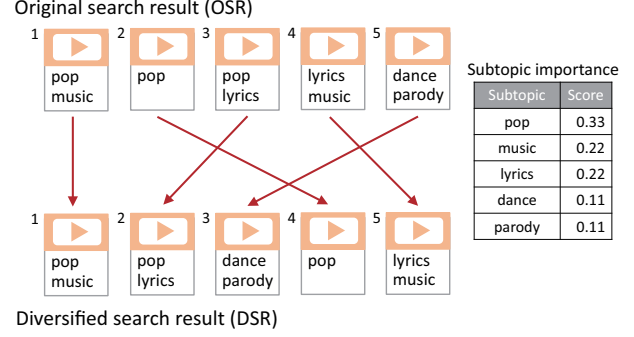 Original search result (OSR)
1 2 3 4 5
pop music
pop
pop lyrics
lyrics music
dance parody
Subtopic importance
Subtopic Score
pop 0.33
music 0.22
lyrics 0.22
dance 0.11
parody 0.11
1 2 3 4 5
pop music
pop lyrics
dance parody
pop
lyrics music
Diversified search result (DSR)